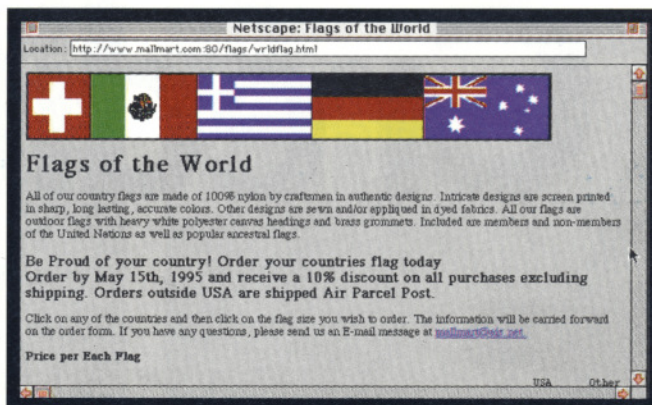 Netscape: Flags of the World
Location: http://www.mallmart.com:80/flags/wrldflag.html
Flags of the World
All of our country flags are made of 100% nylon by craftsmen in authentic designs. Intricate designs are screen printed
in sharp, long lasting, accurate colors. Other designs are sewn and/or appliqued in dyed fabrics. All our flags are
outdoor flags with heavy white polyester canvas headings and brass grommets. Included are members and non-members
of the United Nations as well as popular ancestral flags.
Be Proud of your country! Order your countries flag today
Order by May 15th, 1995 and receive a 10% discount on all purchases excluding
shipping. Orders outside USA are shipped Air Parcel Post.
Click on any of the countries and then click on the flag size you wish to order. The information will be carried forward
on the order form. If you have any questions, please send us an E-mail message at
Price per Each Flag
USA Other